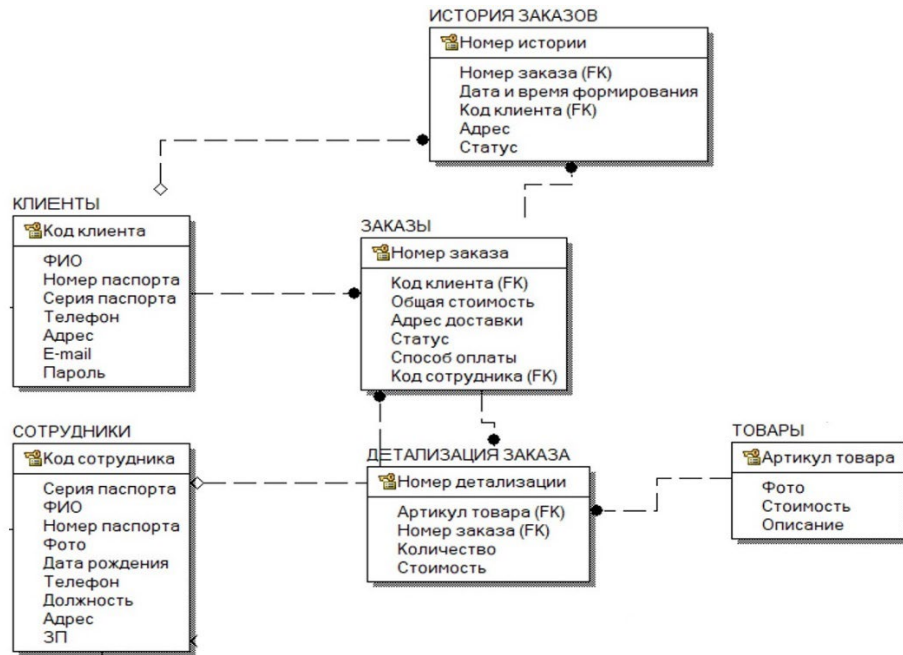 ИСТОРИЯ ЗАКАЗОВ
Номер истории
Номер заказа (FK)
Дата и время формирования
Код клиента (FK)
Адрес
Статус
КЛИЕНТЫ
Код клиента
ФИО
Номер паспорта
Серия паспорта
Телефон
Адрес
E-mail
Пароль
ЗАКАЗЫ
Номер заказа
Код клиента (FK)
Общая стоимость
Адрес доставки
Статус
Способ оплаты
Код сотрудника (FK)
СОТРУДНИКИ
Код сотрудника
Серия паспорта
ФИО
Номер паспорта
Фото
Дата рождения
Телефон
Должность
Адрес
ЗП
ДЕТАЛИЗАЦИЯ ЗАКАЗА
Номер детализации
Артикул товара (FK)
Номер заказа (FK)
Количество
Стоимость
ТОВАРЫ
Артикул товара
Фото
Стоимость
Описание